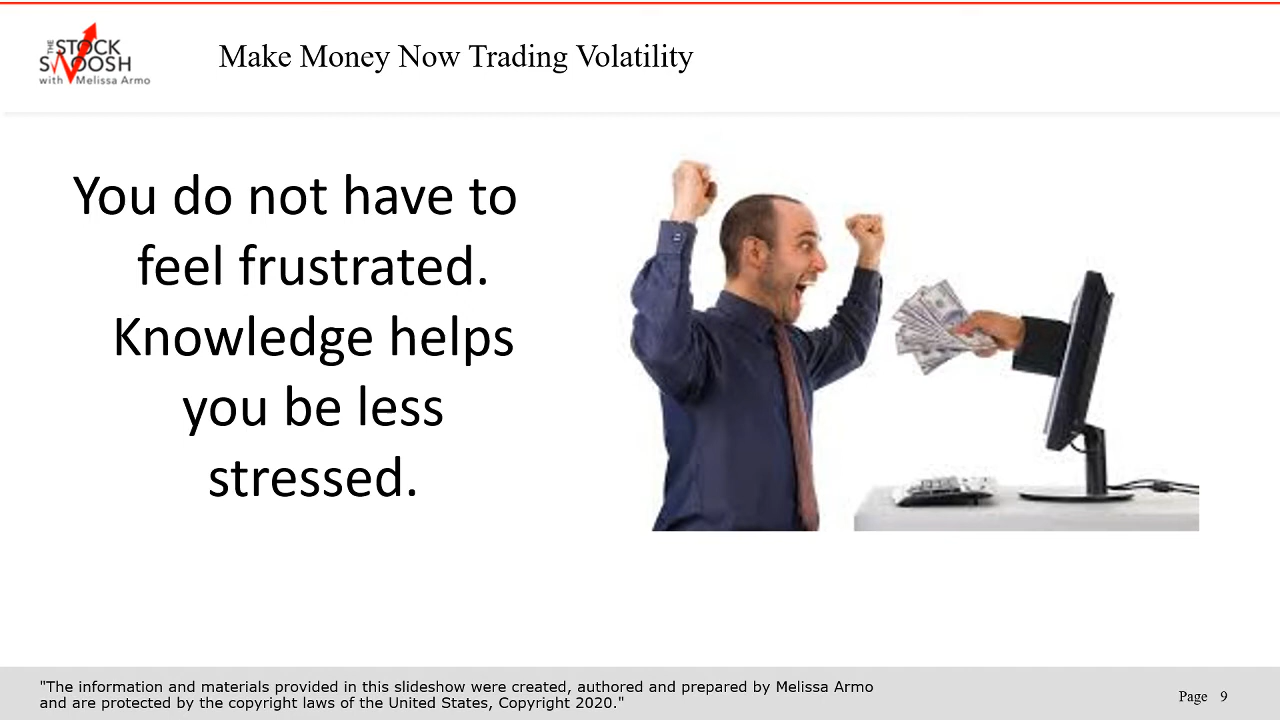 THE STOCK
SWOOSH
with Melissa Armo
Make Money Now Trading Volatility
You do not have to
feel frustrated.
Knowledge helps
you be less
stressed.
"The information and materials provided in this slideshow were created, authored and prepared by Melissa Armo
and are protected by the copyright laws of the United States, Copyright 2020."
Page 9